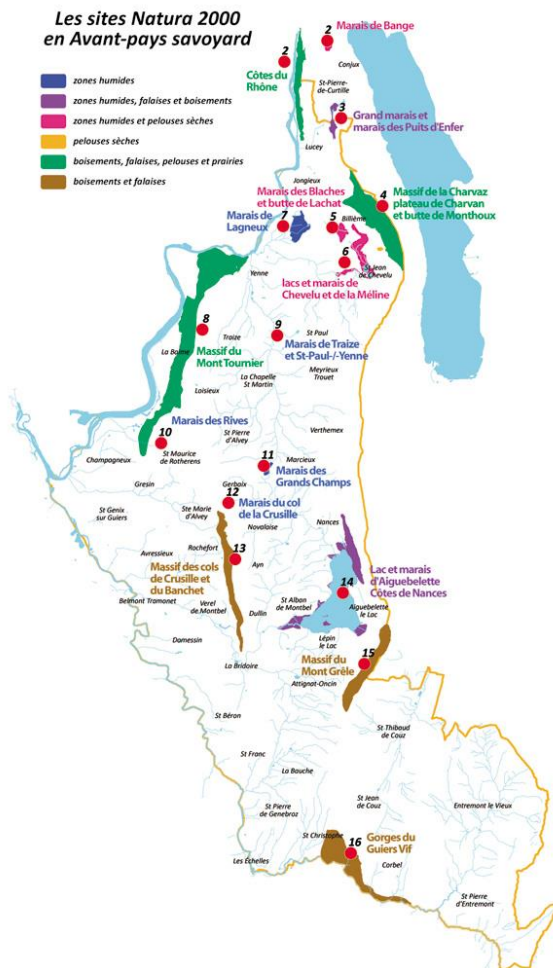 Les sites Natura 2000
en Avant-pays savoyard
zones humides
zones humides, falaises et boisements
zones humides et pelouses sèches
pelouses sèches
boisements, falaises, pelouses et prairies
boisements et falaises
2
Côtes du
Rhône
2
Marais de Bange
Conjux
St-Pierre-
de-Curtille
3
Grand marais et
marais des Puits d'Enfer
Lucey
Jongieux
Marais des Blaches
et butte de Lachat
4
Massif de la Charvaz
plateau de Charvan
et butte de Monthoux
Marais de
Lagneux
7
5
Billième
6
St Jean
de Chevelu
lacs et marais de
Chevelu et de la Méline
Yenne
8
Massif du
Mont Tournier
La Balme
Traize
9
St Paul
Marais de Traize
et St-Paul-/-Yenne
Meyrieux
Trouet
La Chapelle
St Martin
Loisieux
Marais des Rives
10
St Maurice
de Rotherens
Champagneux
St Pierre
d'Alvey
Verthemex
11
Marcieux
Marais des
Grands Champs
Gresin
Gerbaix
12
Marais du col
de la Crusille
St Genix
sur Guiers
Ste Marie
d'Alvey
Novalaise
Nances
Avressieux
Rochefort
13
Massif des cols
de Crusille et
du Banchet
Ayn
Lac et marais
d'Aiguebelette
Côtes de Nances
14
Belmont Tramonet
Verel
de Montbel
Dullin
St Alban
de Montbel
Aiguebelette
le Lac
Domessin
Lépin
le Lac
15
Massif du
Mont Grêle
La Bridoire
Attignat-Oncin
St Béron
St Thibaud
de Couz
St Franc
La Bauche
St Jean
de Couz
Entremont le Vieux
St Pierre
de Genebroz
St Christophe
16
Gorges du
Guiers Vif
Les Échelles
Corbel
St Pierre
d'Entremont